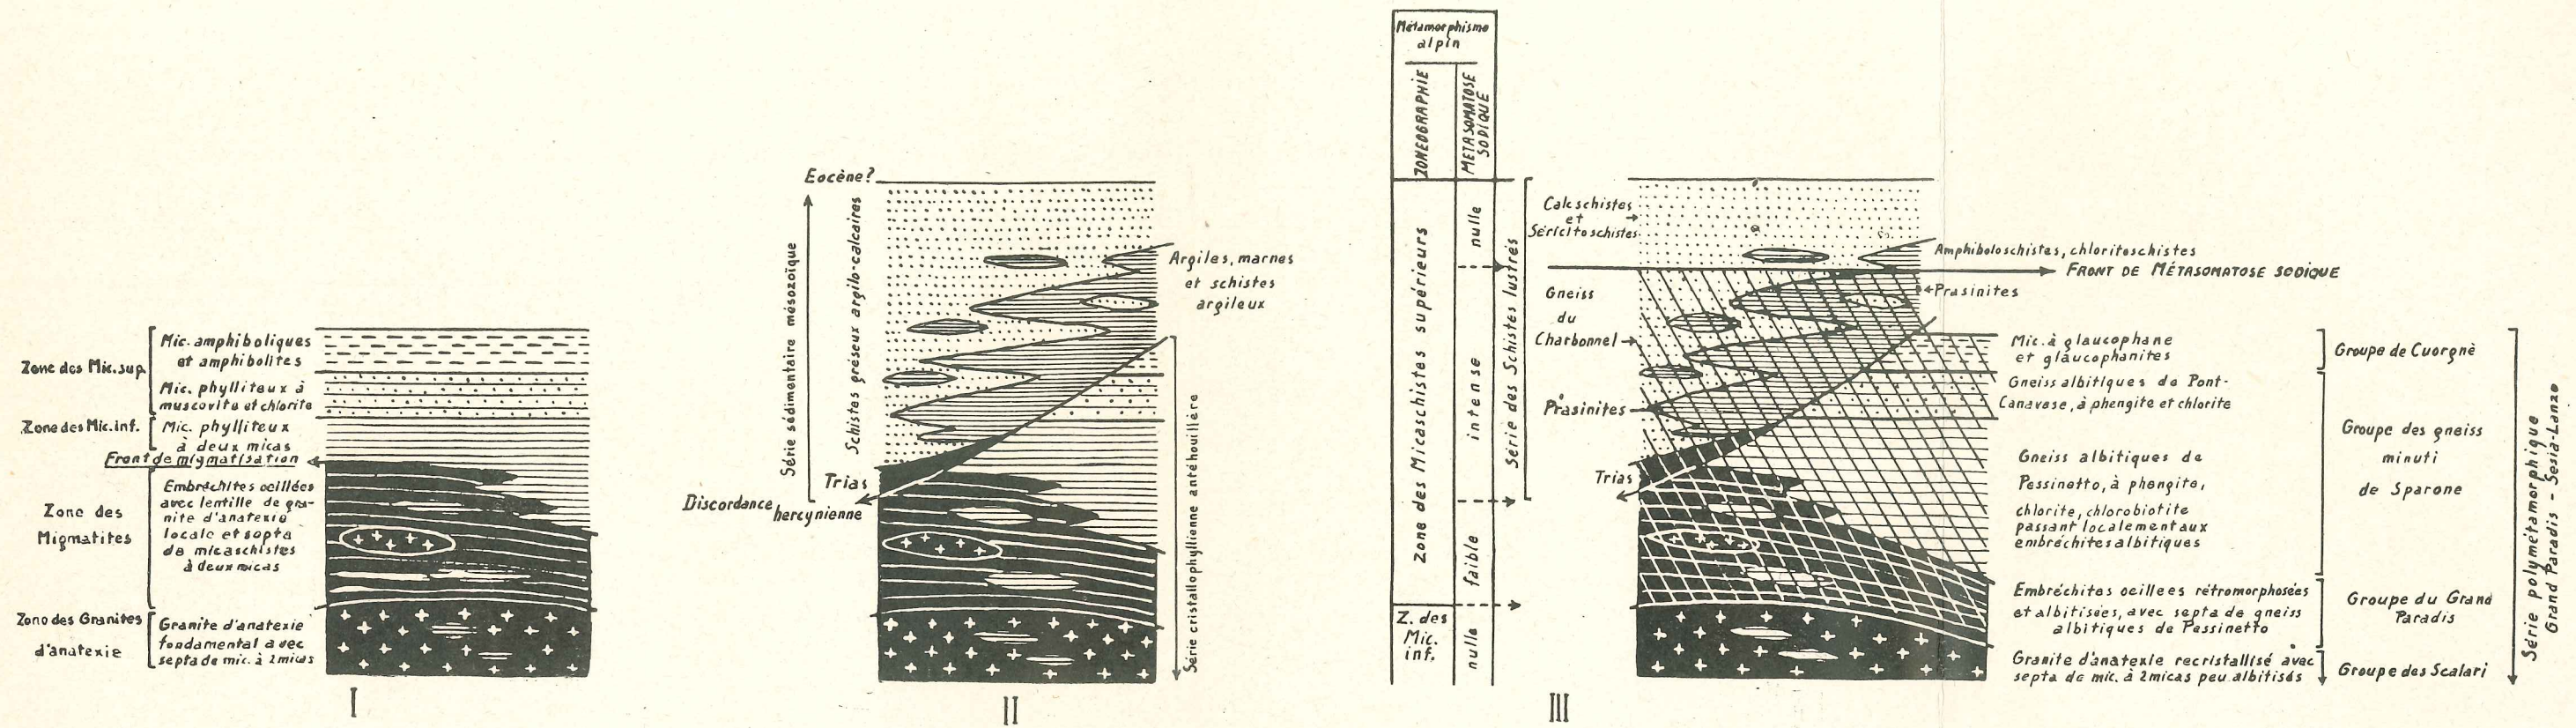 Zone des Mic. sup.
Mic. amphiboliques
et amphibolites
Mic. phylliteux à
muscovite et chlorite
Zone des Mic. inf.
Mic. phylliteux
à deux micas
Front de migmatisation
Zone des
Migmatites
Embréchites oeillées
avec lentille de gra-
nite d'anatexie
locale et septa
de micaschistes
à deux micas
Zone des Granites
d'anatexie
Granite d'anatexie
fondamental avec
septa de mic. à 2 micas
I
Eocène?
Série sédimentaire mésozoïque
Schistes gréseux argilo-calcaires
Argiles, marnes
et schistes
argileux
Trias
Discordance
hercynienne
Série cristallophyllienne antéhouillère
II
Métamorphisme
alpin
ZONEOGRAPHIE
METASOMATOSE
SODIQUE
Zone des Micaschistes supérieurs
Z. des
Mic.
inf.
nulle
intense
faible
nulle
Série des Schistes lustrés
Calcschistes
et
Séricitoschistes
Gneiss
du
Charbonnel
Prasinites
Trias
Amphiboloschistes, chloritoschistes
FRONT DE MÉTASOMATOSE SODIQUE
Prasinites
Mic. à glaucophane
et glaucophanites
Gneiss albitiques de Pont-
Canavese, à phengite et chlorite
Gneiss albitiques de
Pessinetto, à phengite,
chlorite, chlorobiotite
passant localement aux
embréchites albitiques
Embréchites oeillees rétromorphosées
et albitisées, avec septa de gneiss
albitiques de Pessinetto
Granite d'anatexie recristallisé avec
septa de mic. à 2 micas peu albitisés
Groupe de Cuorgnè
Groupe des gneiss
minuti
de Sparone
Groupe du Grand
Paradis
Groupe des Scalari
Série polymétamorphique
Grand Paradis - Sesia-Lanzo
III